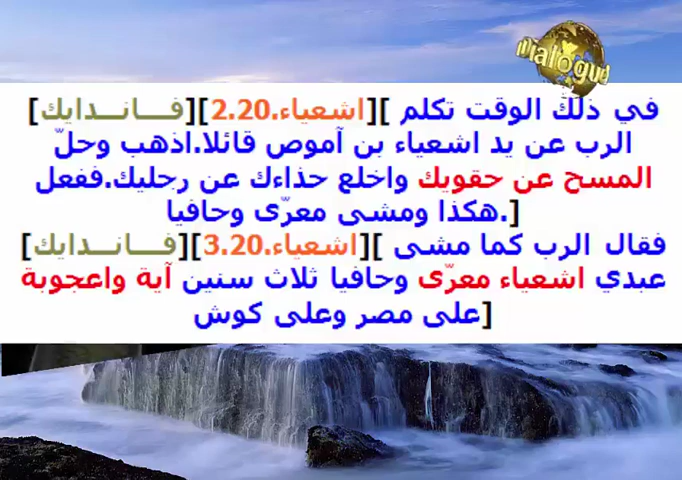 Dialogue
[فـــانـــدايك][اشعياء.2.20][ في ذلك الوقت تكلم
الرب عن يد اشعياء بن آموص قائلا.اذهب وحلّ
المسح عن حقويك واخلع حذاءك عن رجليك.ففعل
هكذا ومشى معرّى وحافيا.]
[فـــانـــدايك][اشعياء.3.20][ فقال الرب كما مشى
عبدي اشعياء معرّى وحافيا ثلاث سنين آية واعجوبة
على مصر وعلى كوش]